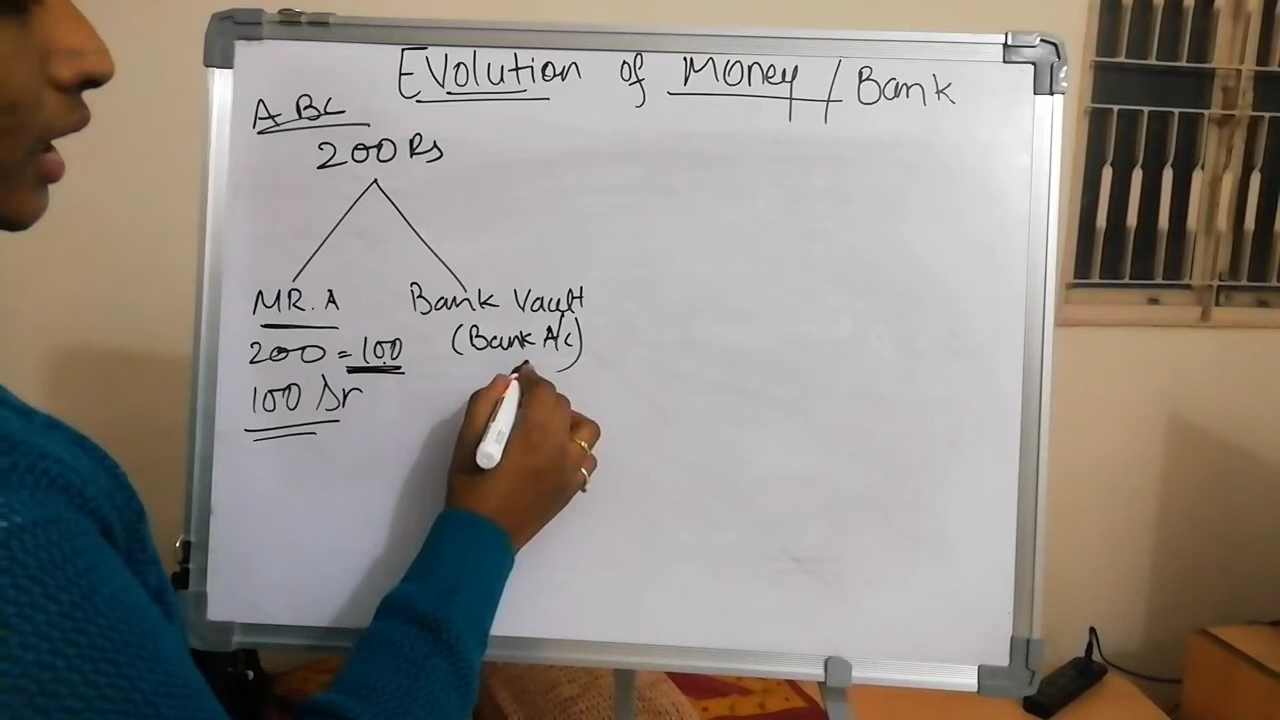 Evolution of Money / Bank
ABC
200 Rs
MR. A
200 = 100
100 Dr
Bank Vault
(Bank A/c)